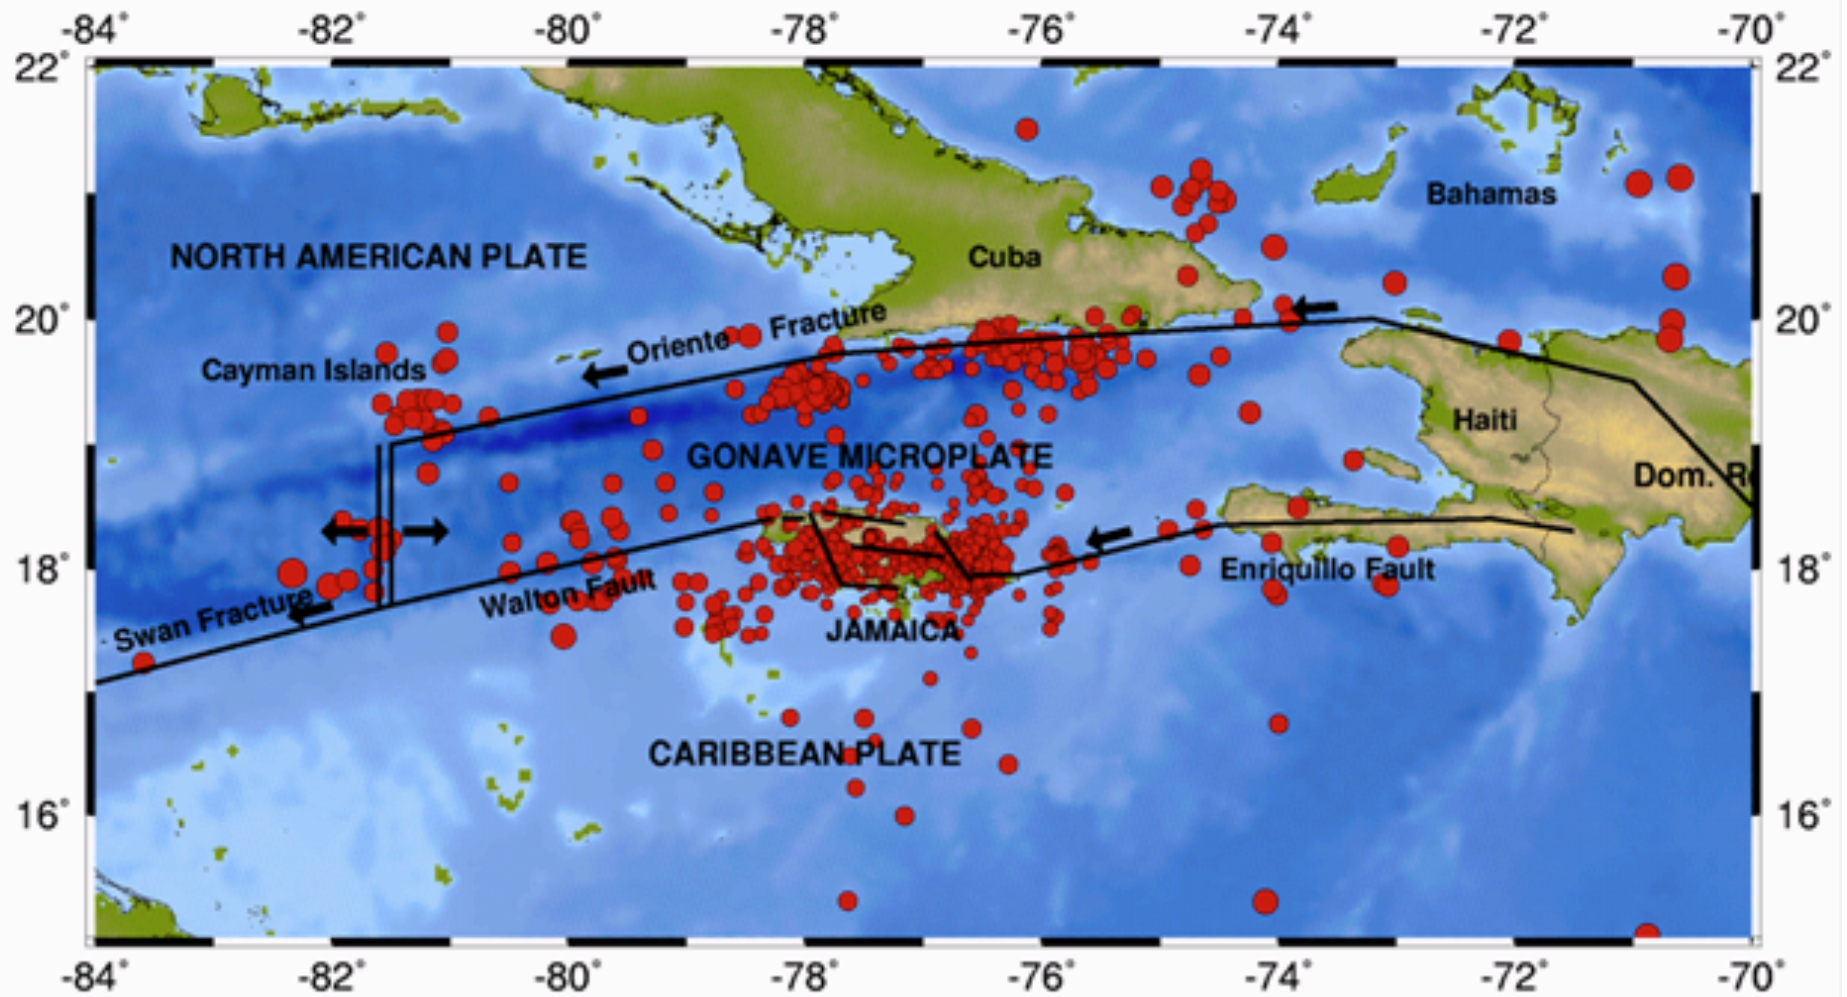 -84° -82° -80° -78° -76° -74° -72° -70°
22° 22°
Bahamas
NORTH AMERICAN PLATE
Cuba
20° 20°
Oriente Fracture
Cayman Islands
Haiti
GONAVE MICROPLATE
Dom. Re
18° 18°
Enriquillo Fault
Walton Fault
Swan Fracture
JAMAICA
CARIBBEAN PLATE
16° 16°
-84° -82° -80° -78° -76° -74° -72° -70°